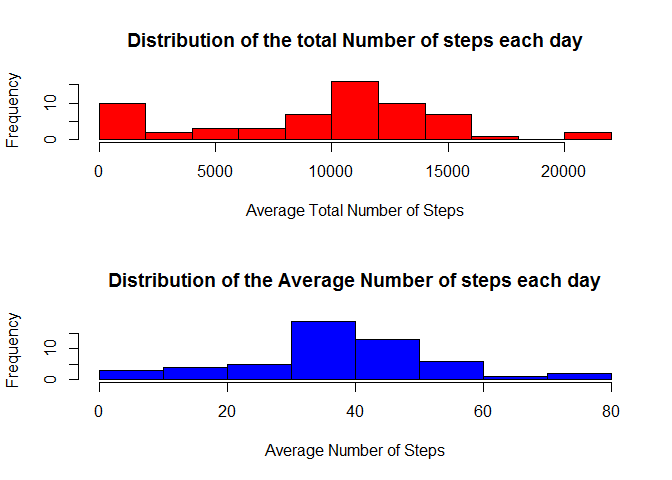 Distribution of the total Number of steps each day
Frequency
10
0
0 5000 10000 15000 20000
Average Total Number of Steps
Distribution of the Average Number of steps each day
Frequency
10
0
0 20 40 60 80
Average Number of Steps